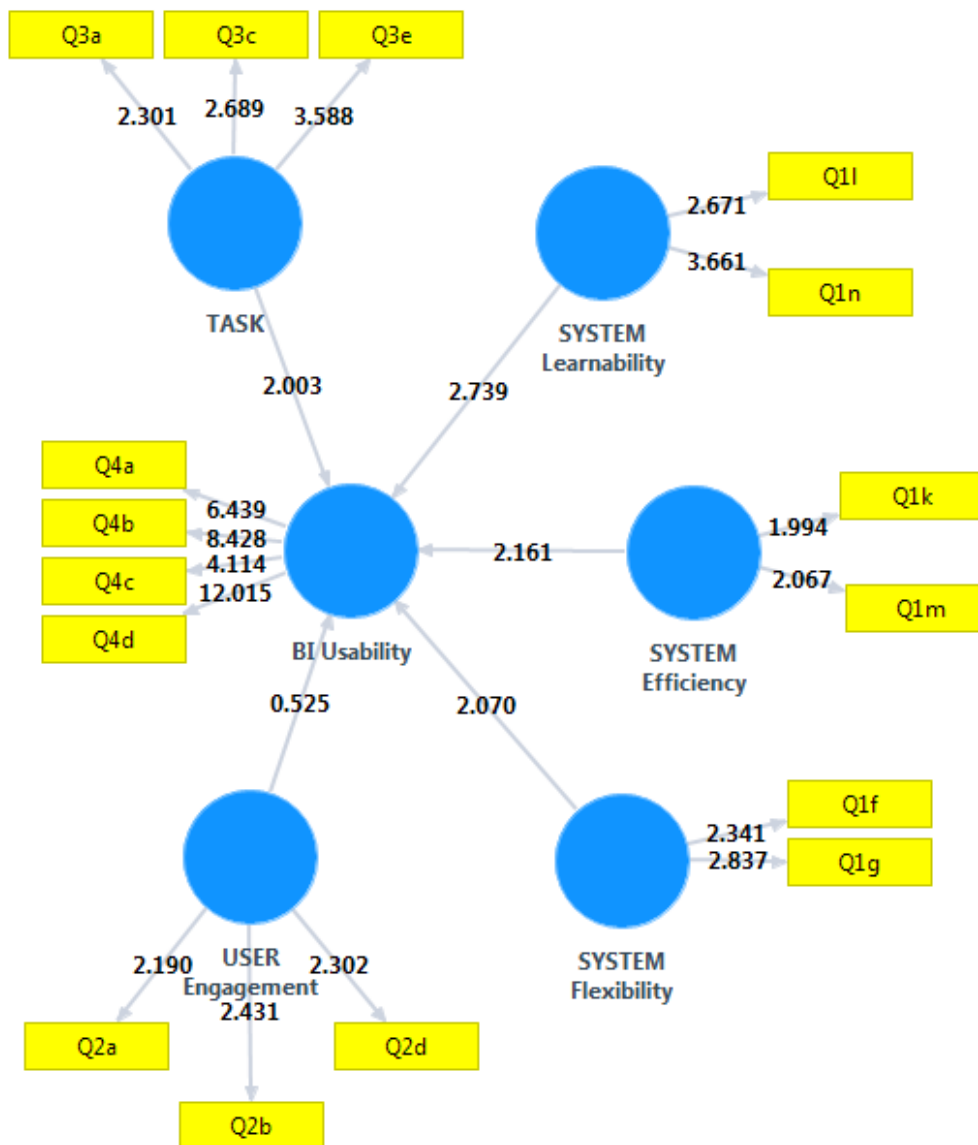 Q3a
Q3c
Q3e
2.301
2.689
3.588
TASK
Q1l
2.671
3.661
Q1n
SYSTEM
Learnability
2.003
2.739
Q4a
Q4b
Q4c
Q4d
6.439
8.428
4.114
12.015
BI Usability
2.161
Q1k
1.994
2.067
Q1m
SYSTEM
Efficiency
0.525
2.070
Q1f
2.341
2.837
Q1g
SYSTEM
Flexibility
USER
Engagement
2.190
2.431
2.302
Q2a
Q2b
Q2d